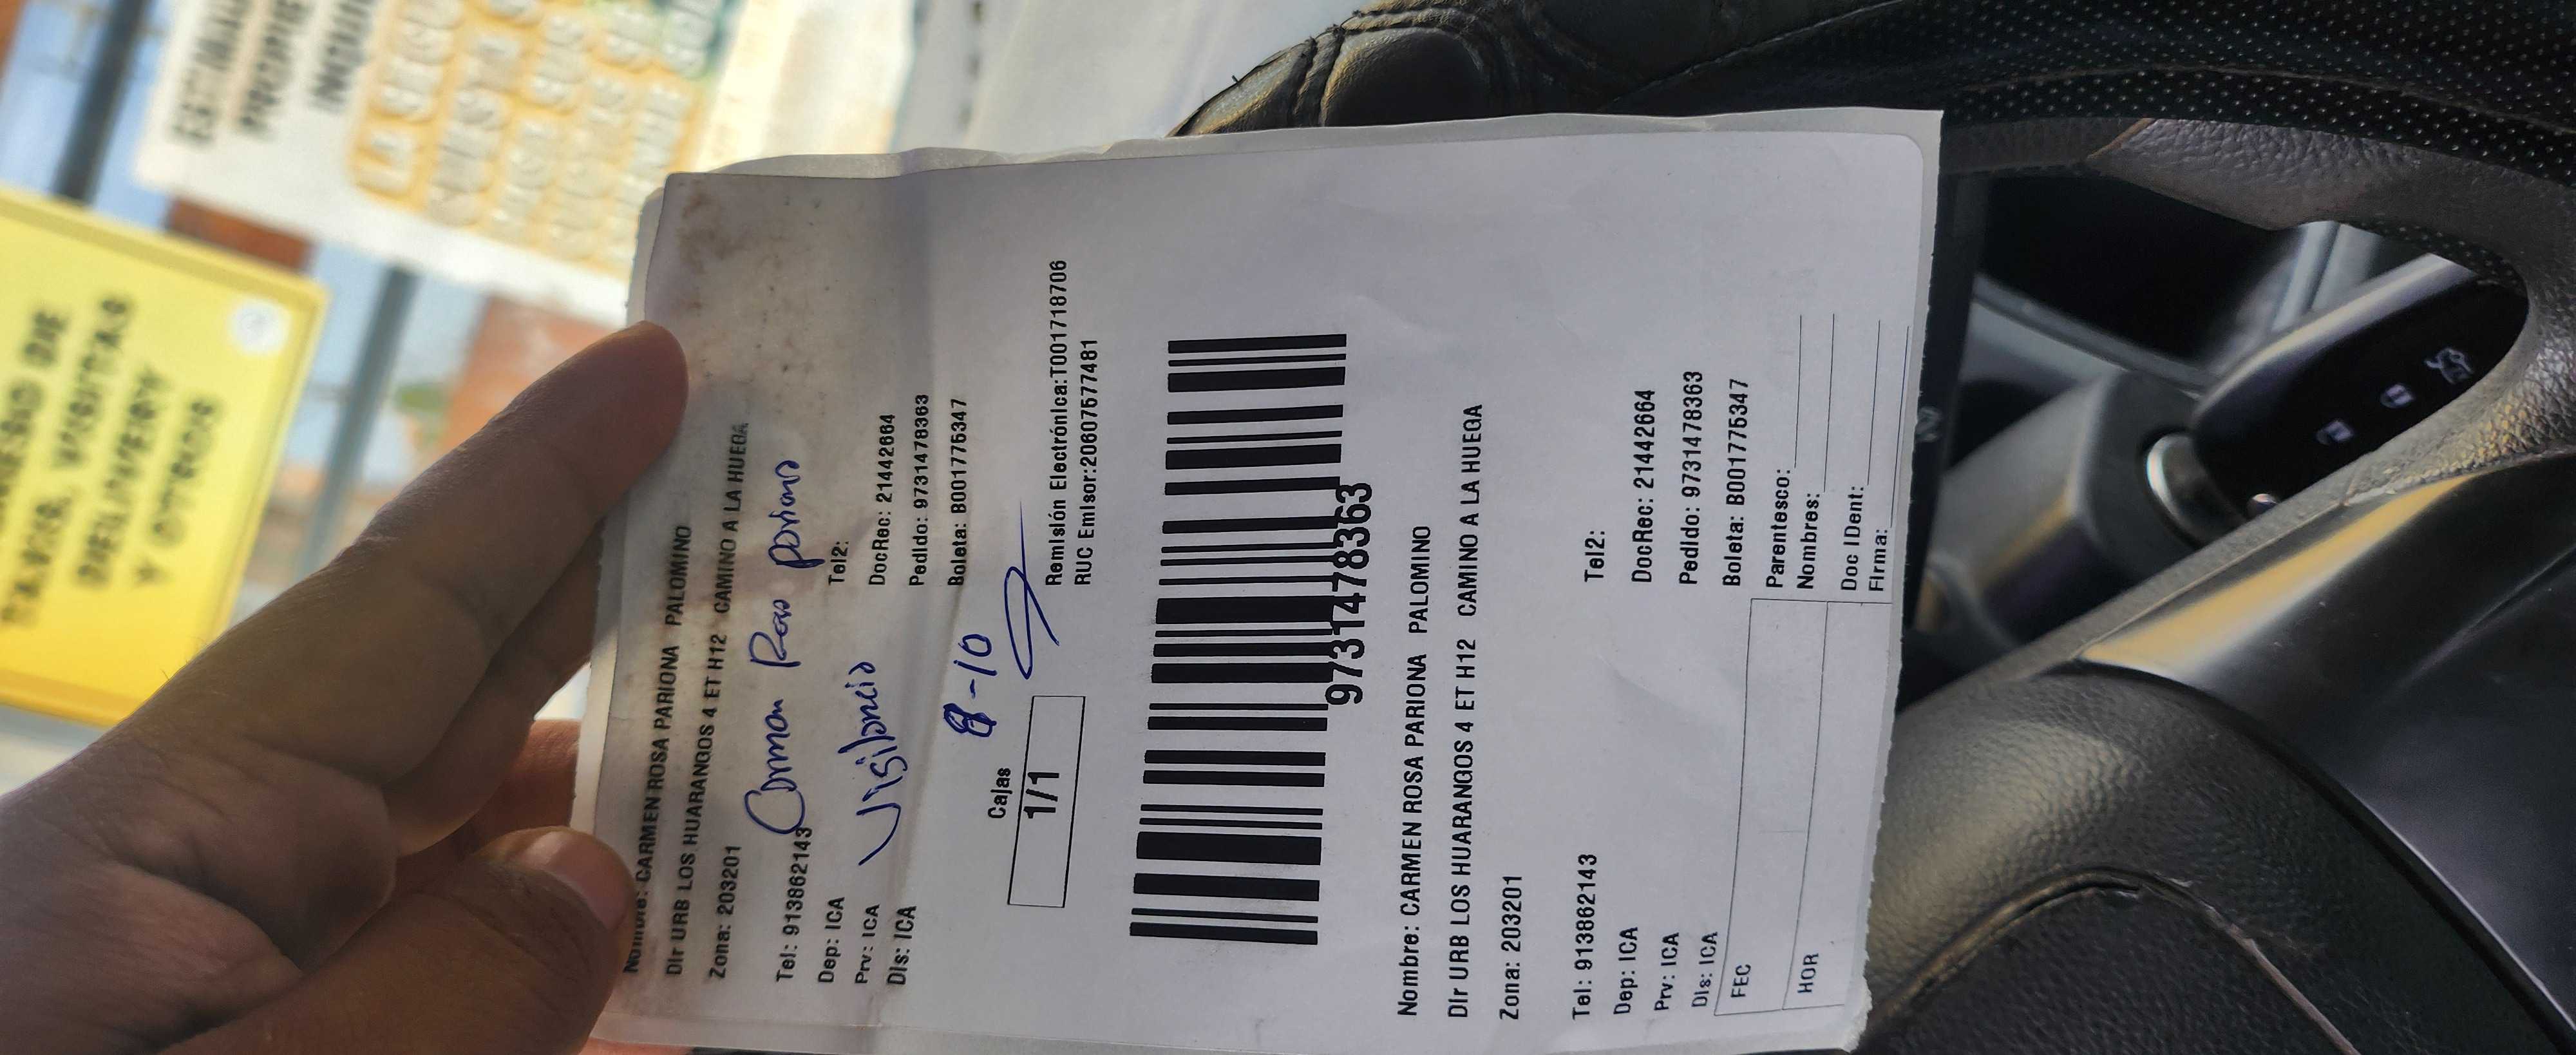 Nombre: CARMEN ROSA PARIONA PALOMINO
Dir URB LOS HUARANGOS 4 ET H12 CAMINO A LA HUEGA
Zona: 203201
Carmen Rosa pariona
Tel: 913862143 Tel2:
Dep: ICA
Vigilancia
Prv: ICA DocRec: 21442664
Dis: ICA Pedido: 9731478363
Boleta: B001775347
8-10
Cajas
1/1
Remisión Electrónica:T001718706
RUC Emisor:20607577481
9731478363
Nombre: CARMEN ROSA PARIONA PALOMINO
Dir URB LOS HUARANGOS 4 ET H12 CAMINO A LA HUEGA
Zona: 203201
Tel: 913862143 Tel2:
Dep: ICA DocRec: 21442664
Prv: ICA Pedido: 9731478363
Dis: ICA Boleta: B001775347
FEC
HOR
Parentesco:
Nombres:
Doc IDent:
Firma:
TAXIS, VISITAS
DELIVERY
Y OTROS